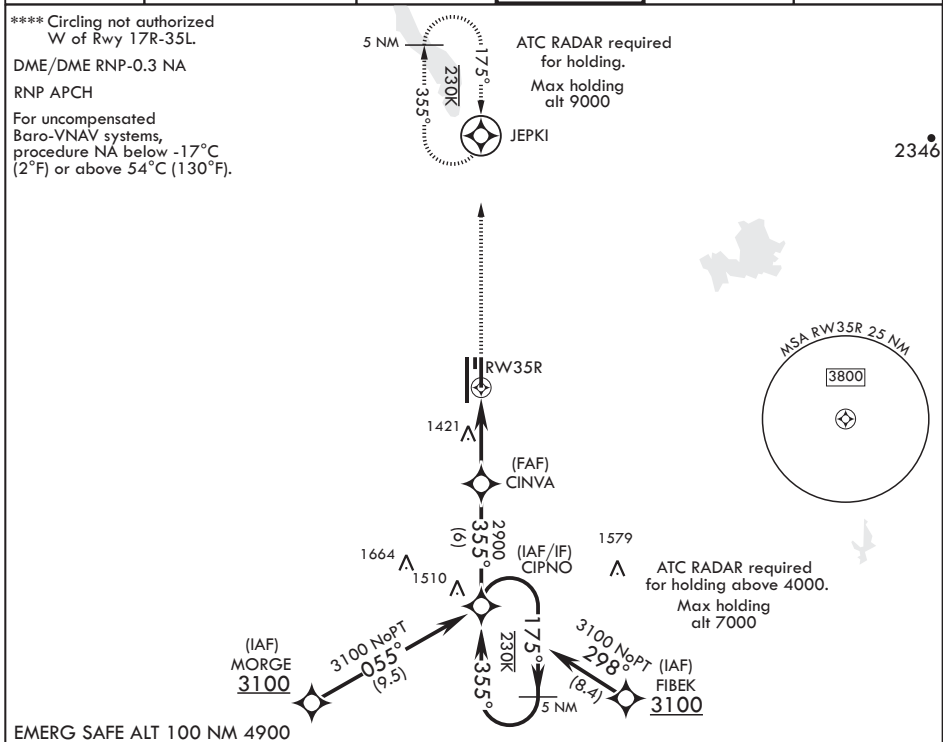 **** Circling not authorized
W of Rwy 17R-35L.
DME/DME RNP-0.3 NA
RNP APCH
For uncompensated
Baro-VNAV systems,
procedure NA below -17°C
(2°F) or above 54°C (130°F).
5 NM
175°
230K
355°
ATC RADAR required
for holding.
Max holding
alt 9000
JEPKI
2346
MSA RW35R 25 NM
3800
RW35R
1421
(FAF)
CINVA
2900
355°
(6)
(IAF/IF)
CIPNO
1664
1510
1579
ATC RADAR required
for holding above 4000.
Max holding
alt 7000
(IAF)
MORGE
3100
3100 NoPT
055°
(9.5)
175°
230K
355°
5 NM
3100 NoPT
298°
(8.4)
(IAF)
FIBEK
3100
EMERG SAFE ALT 100 NM 4900